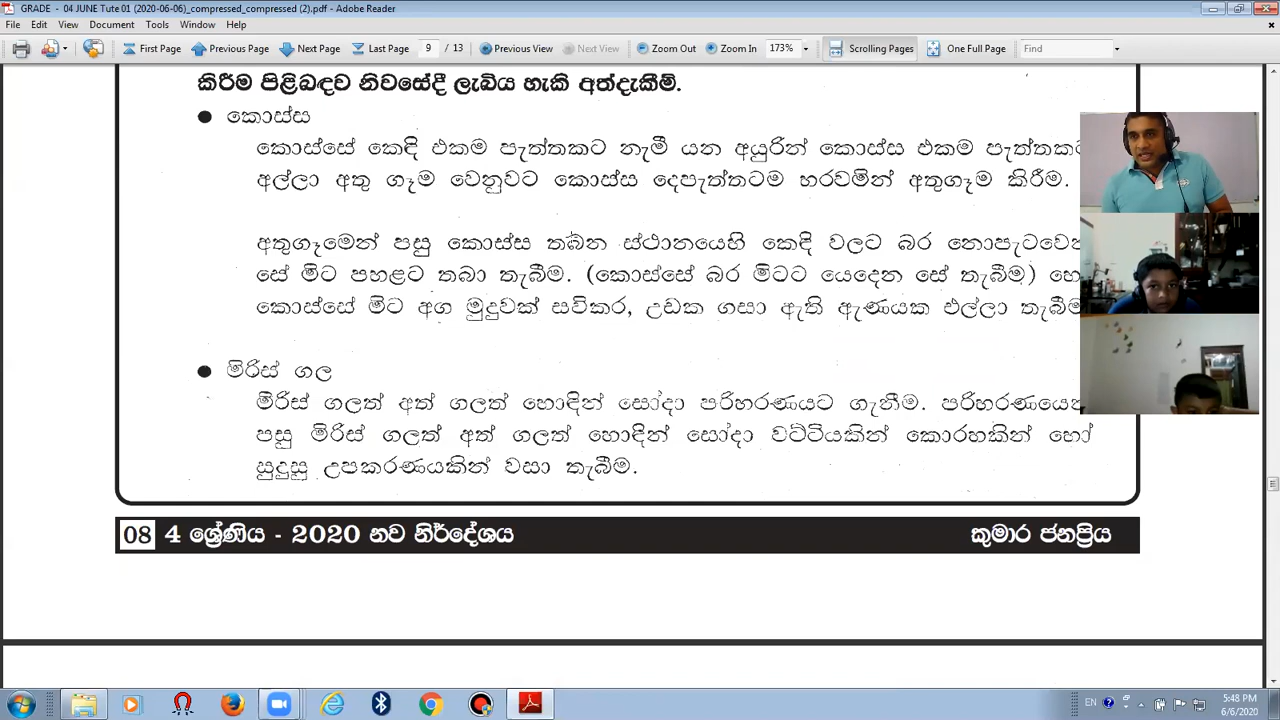 GRADE - 04 JUNE Tute 01 (2020-06-06)_compressed_compressed (2).pdf - Adobe Reader
File Edit View Document Tools Window Help
First Page Previous Page Next Page Last Page 9 / 13 Previous View Next View Zoom Out Zoom In 173% Scrolling Pages One Full Page Find
කිරීම පිළිබඳව නිවසේදී ලැබිය හැකි අත්දැකීම්.
● කොස්ස
කොස්සේ කෙඳි එකම පැත්තකට නැමී යන අයුරින් කොස්ස එකම
අල්ලා අතු ගෑම වෙනුවට කොස්ස දෙපැත්තටම හරවමින් අතුගෑම කිරීම.
අතුගෑමෙන් පසු කොස්ස තබන ස්ථානයෙහි කෙඳි වලට බර
සේ මිට පහළට තබා තැබීම. (කොස්සේ බර මිටට යෙදෙන සේ තැබීම)
කොස්සේ මිට අග මුදුවක් සවිකර, උඩක ගසා ඇති ඇණයක එල්ලා
● මිරිස් ගල
මිරිස් ගලත් අත් ගලත් හොඳින් සෝදා පරිහරණයට ගැනීම.
පසු මිරිස් ගලත් අත් ගලත් හොඳින් සෝදා වට්ටියකින් කොරහකින් හෝ
සුදුසු උපකරණයකින් වසා තැබීම.
08 4 ශ්‍රේණිය - 2020 නව නිර්දේශය කුමාර ජනප්‍රිය
EN 5:48 PM
6/6/2020